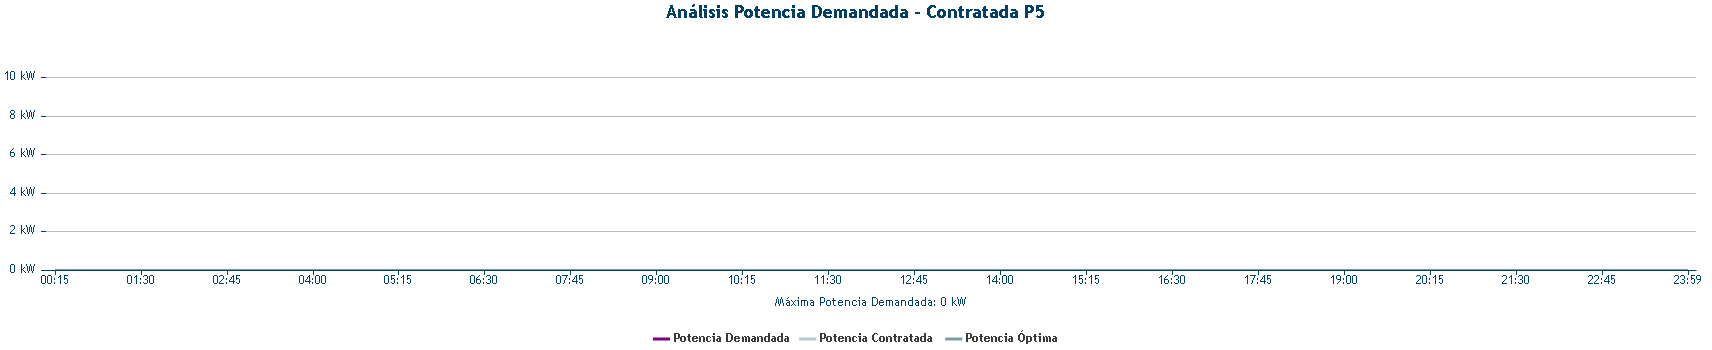 Análisis Potencia Demandada - Contratada P5
10 kW
8 kW
6 kW
4 kW
2 kW
0 kW
00:15 01:30 02:45 04:00 05:15 06:30 07:45 09:00 10:15 11:30 12:45 14:00 15:15 16:30 17:45 19:00 20:15 21:30 22:45 23:59
Máxima Potencia Demandada: 0 kW
Potencia Demandada Potencia Contratada Potencia Óptima